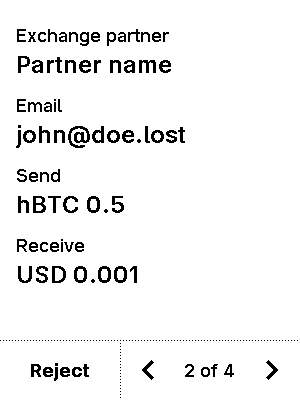 Exchange partner
Partner name
Email
john@doe.lost
Send
hBTC 0.5
Receive
USD 0.001
Reject
2 of 4